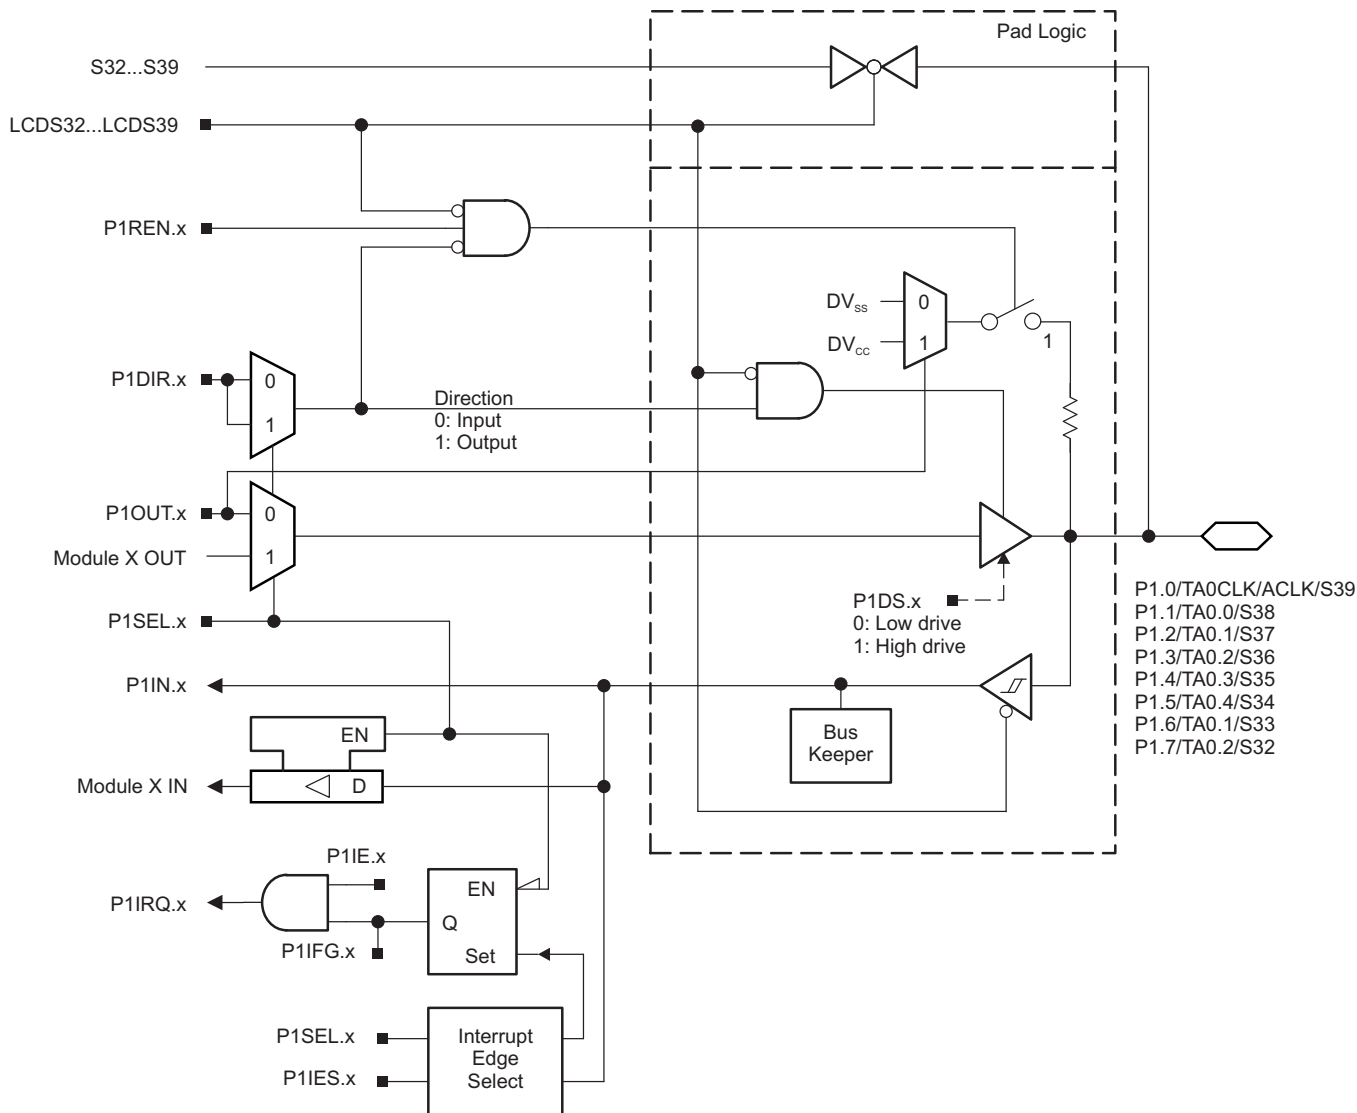 Pad Logic
S32...S39
LCDS32...LCDS39
P1REN.x
DVSS
0
DVCC
1
1
P1DIR.x
0
1
Direction
0: Input
1: Output
P1OUT.x
0
Module X OUT
1
P1DS.x
0: Low drive
1: High drive
P1.0/TA0CLK/ACLK/S39
P1.1/TA0.0/S38
P1.2/TA0.1/S37
P1.3/TA0.2/S36
P1.4/TA0.3/S35
P1.5/TA0.4/S34
P1.6/TA0.1/S33
P1.7/TA0.2/S32
P1SEL.x
P1IN.x
Bus
Keeper
EN
Module X IN
D
P1IE.x
EN
P1IRQ.x
Q
P1IFG.x
Set
P1SEL.x
P1IES.x
Interrupt
Edge
Select